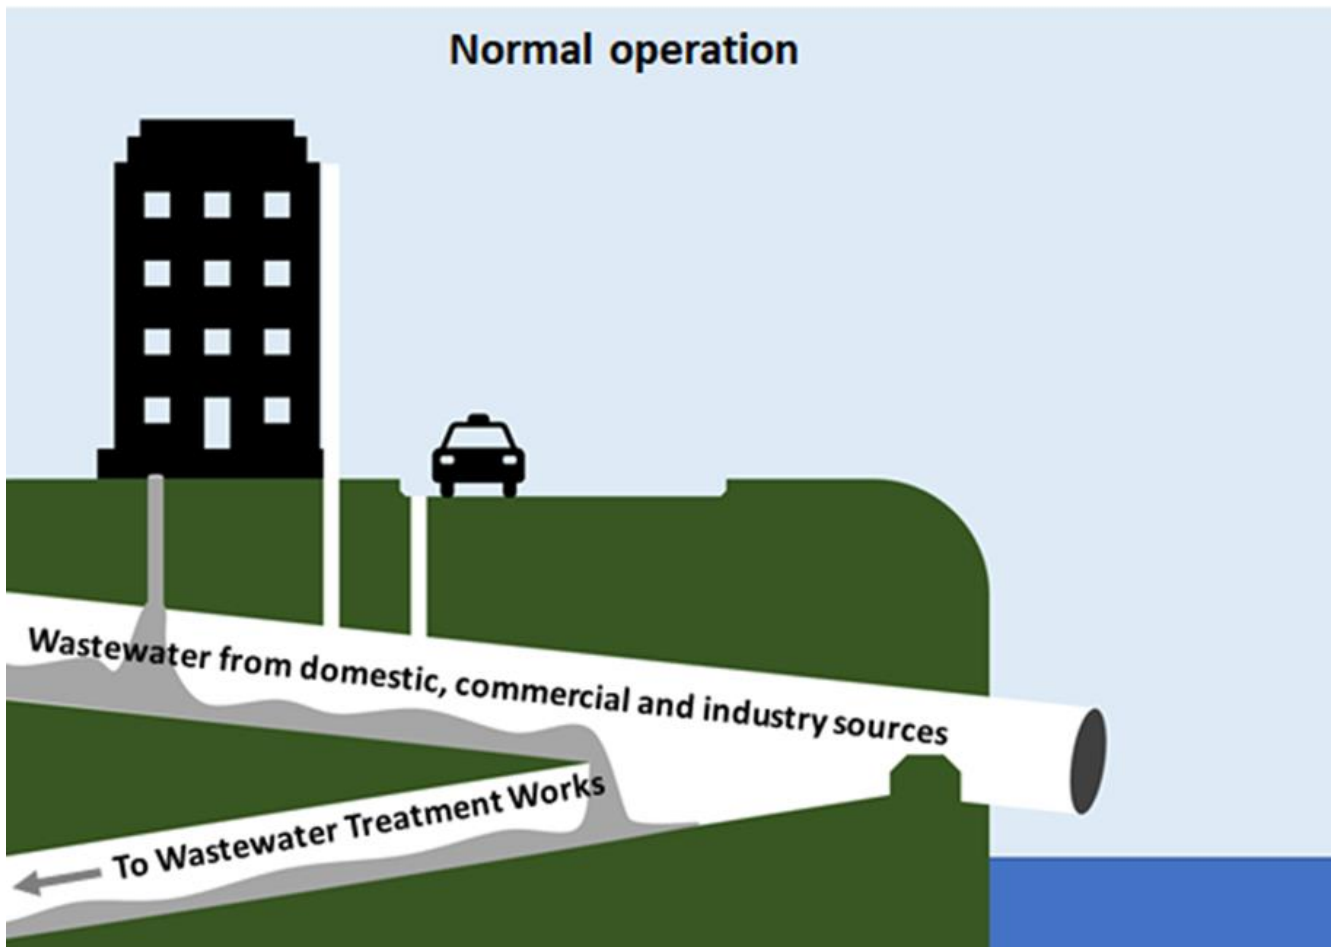 Normal operation
Wastewater from domestic, commercial and industry sources
To Wastewater Treatment Works